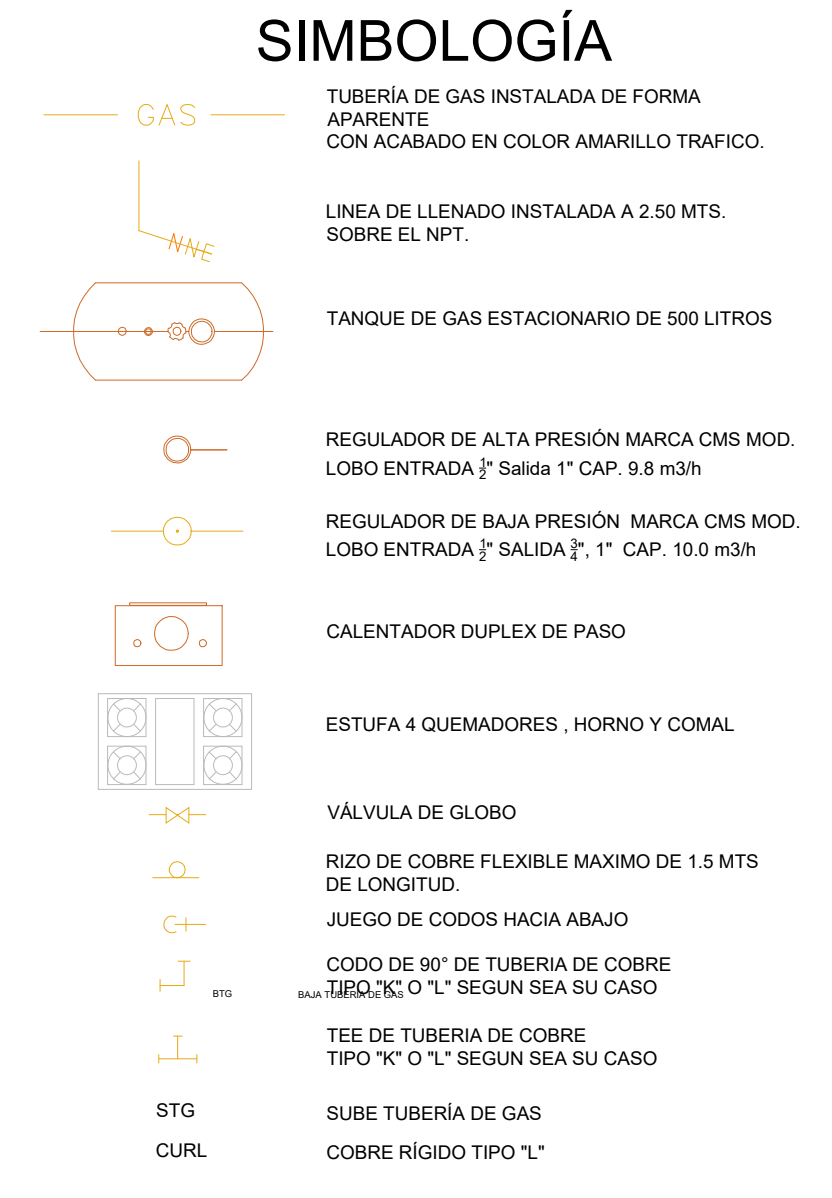 SIMBOLOGÍA
GAS
TUBERÍA DE GAS INSTALADA DE FORMA
APARENTE
CON ACABADO EN COLOR AMARILLO TRAFICO.
NNE
LINEA DE LLENADO INSTALADA A 2.50 MTS.
SOBRE EL NPT.
TANQUE DE GAS ESTACIONARIO DE 500 LITROS
REGULADOR DE ALTA PRESIÓN MARCA CMS MOD.
LOBO ENTRADA 1/2" Salida 1" CAP. 9.8 m3/h
REGULADOR DE BAJA PRESIÓN MARCA CMS MOD.
LOBO ENTRADA 1/2" SALIDA 3/4", 1" CAP. 10.0 m3/h
CALENTADOR DUPLEX DE PASO
ESTUFA 4 QUEMADORES , HORNO Y COMAL
VÁLVULA DE GLOBO
RIZO DE COBRE FLEXIBLE MAXIMO DE 1.5 MTS
DE LONGITUD.
JUEGO DE CODOS HACIA ABAJO
CODO DE 90° DE TUBERIA DE COBRE
TIPO "K" O "L" SEGUN SEA SU CASO
BTG BAJA TUBERIA DE GAS
TEE DE TUBERIA DE COBRE
TIPO "K" O "L" SEGUN SEA SU CASO
STG SUBE TUBERÍA DE GAS
CURL COBRE RÍGIDO TIPO "L"